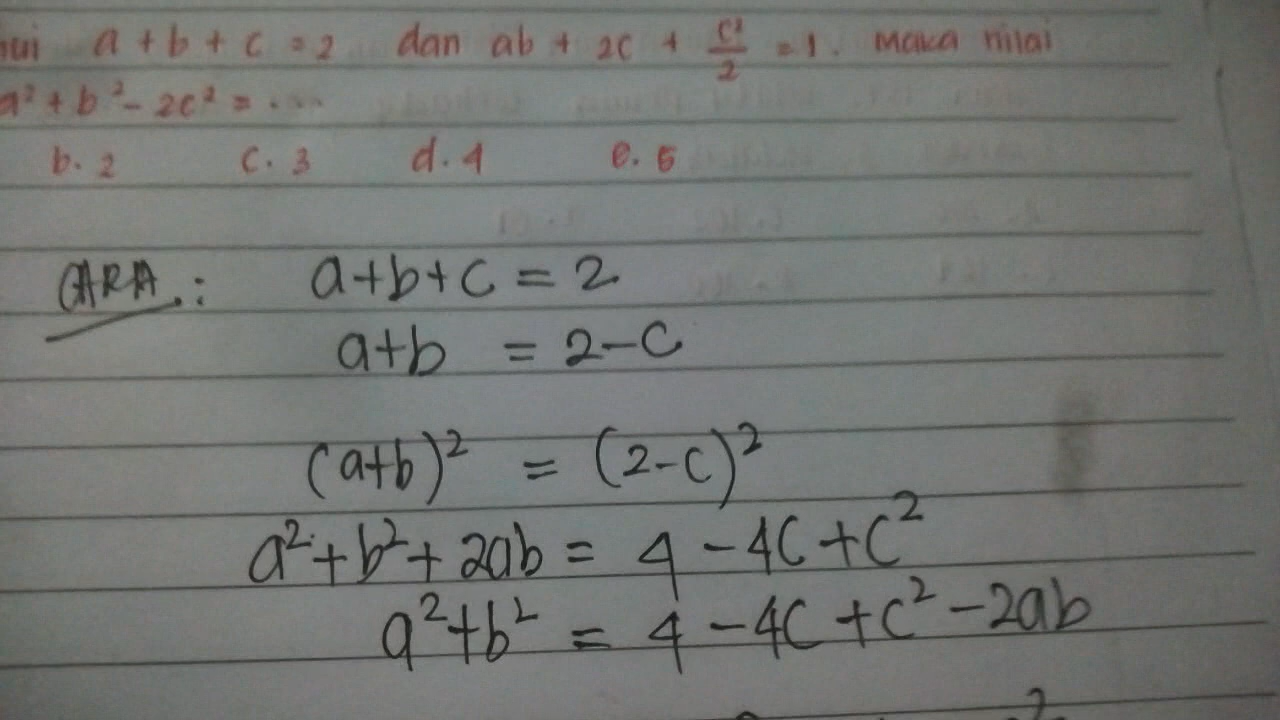 a + b + c = 2 dan ab + 2c + c²/2 = 1. Maka nilai
a² + b² - 2c² = ....
b. 2 c. 3 d. 4 e. 5
CARA :
a+b+c = 2
a+b = 2-c
(a+b)² = (2-c)²
a²+b²+2ab = 4-4c+c²
a²+b² = 4-4c+c²-2ab